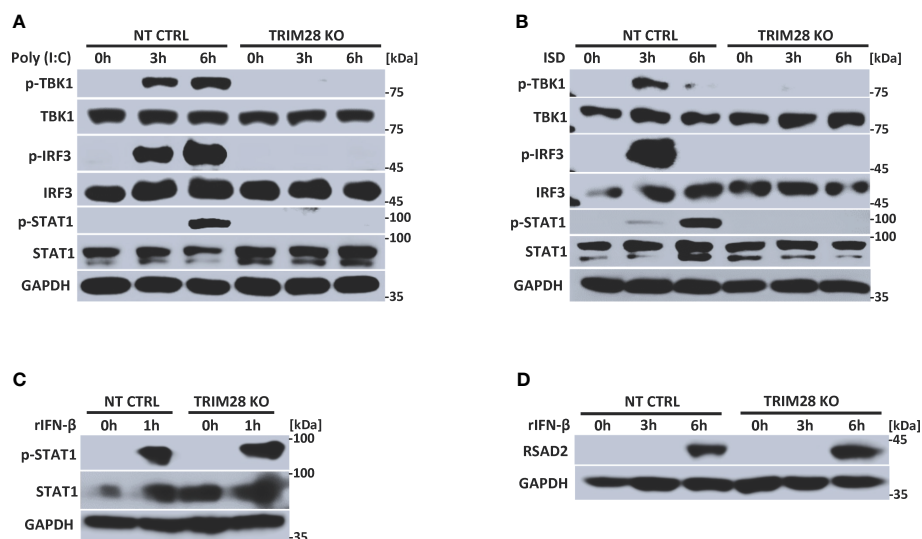 A
NT CTRL TRIM28 KO
Poly (I:C) 0h 3h 6h 0h 3h 6h [kDa]
p-TBK1
-75
TBK1
-75
p-IRF3
-45
IRF3
-45
p-STAT1 -100
-100
STAT1
GAPDH
-35
B
NT CTRL TRIM28 KO
ISD 0h 3h 6h 0h 3h 6h [kDa]
p-TBK1
-75
TBK1
-75
p-IRF3
-45
IRF3
-45
p-STAT1 -100
-100
STAT1
GAPDH
-35
C
NT CTRL TRIM28 KO
rIFN-β 0h 1h 0h 1h [kDa]
-100
p-STAT1
-100
STAT1
GAPDH
-35
D
NT CTRL TRIM28 KO
rIFN-β 0h 3h 6h 0h 3h 6h [kDa]
-45
RSAD2
GAPDH
-35